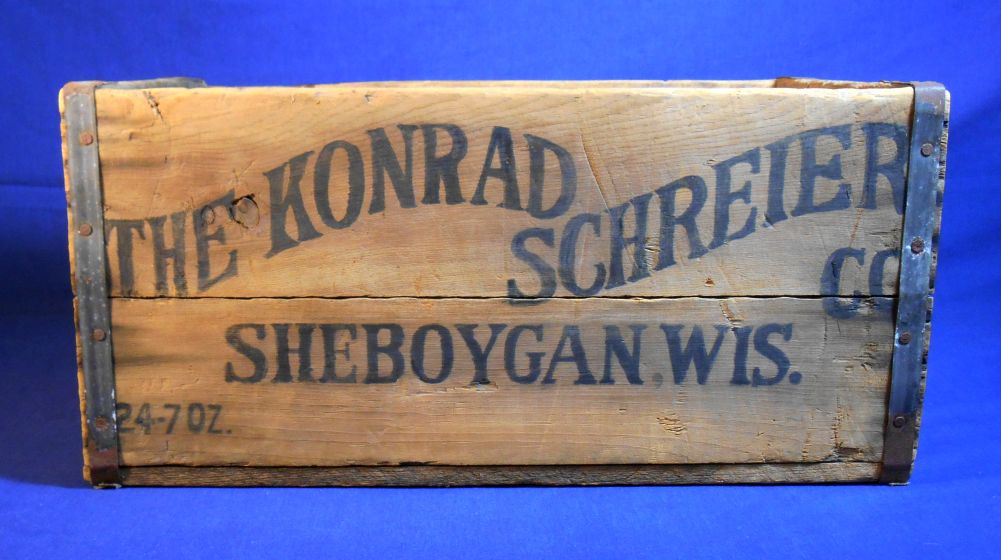 THE KONRAD
SCHREIER
CO
SHEBOYGAN, WIS.
24-7 OZ.